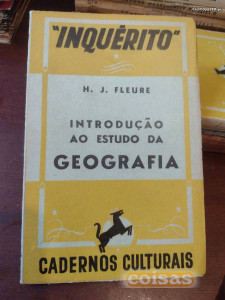 "INQUÉRITO"
H. J. FLEURE
INTRODUÇÃO
AO ESTUDO DA
GEOGRAFIA
CADERNOS CULTURAIS
coisas